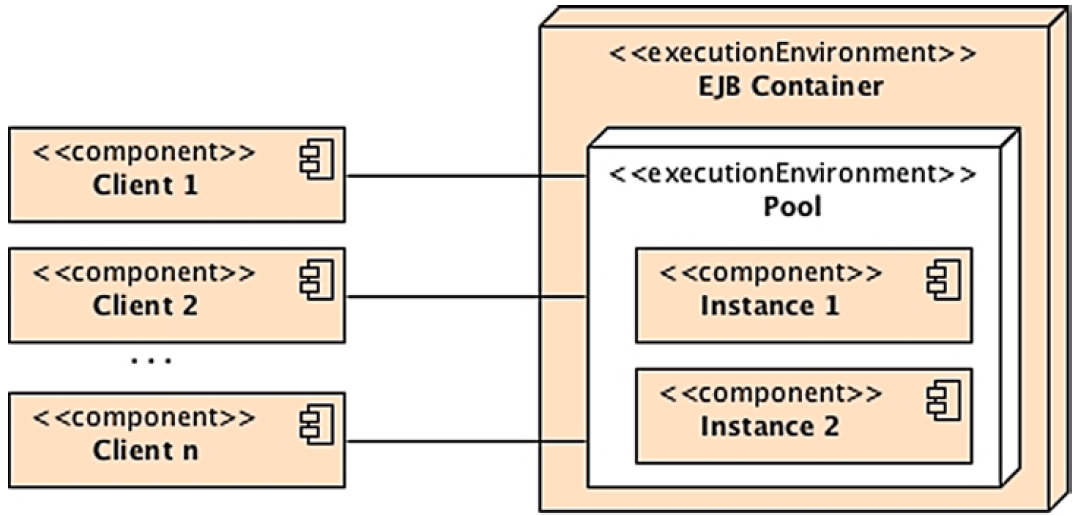 <<executionEnvironment>>
EJB Container
<<component>>
Client 1
<<component>>
Client 2
...
<<component>>
Client n
<<executionEnvironment>>
Pool
<<component>>
Instance 1
<<component>>
Instance 2